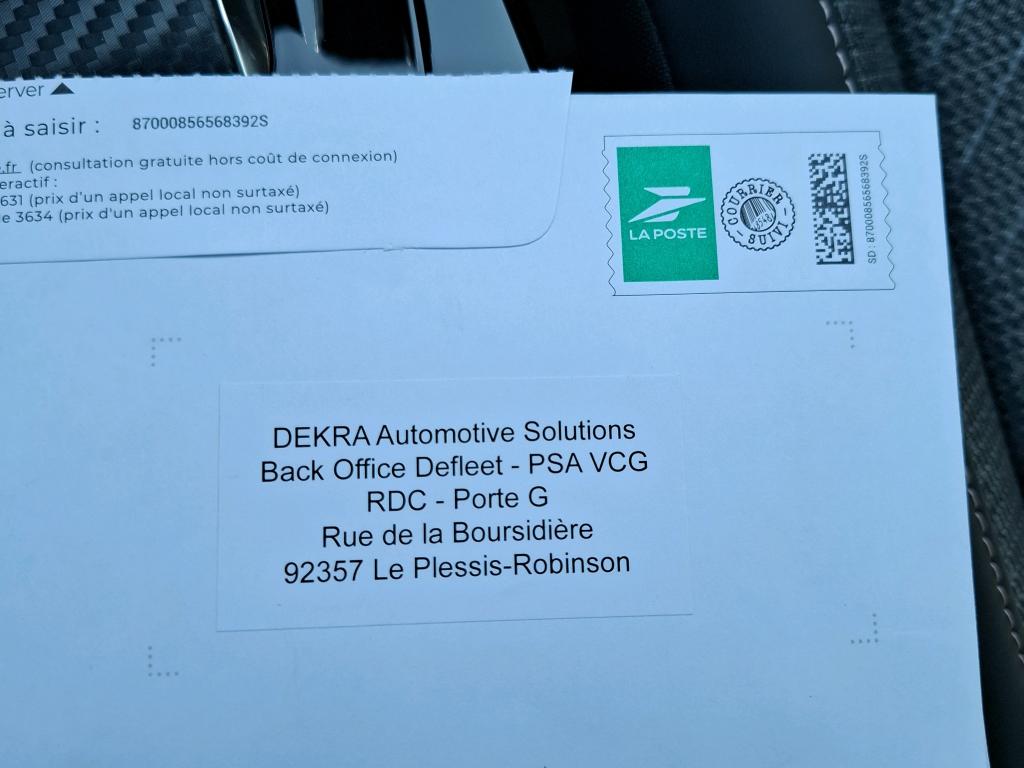 erver ▲
à saisir : 87000856568392S
.fr (consultation gratuite hors coût de connexion)
eractif :
631 (prix d'un appel local non surtaxé)
e 3634 (prix d'un appel local non surtaxé)
LA POSTE
COURRIER
SUIVI
SD : 87000856568392S
DEKRA Automotive Solutions
Back Office Defleet - PSA VCG
RDC - Porte G
Rue de la Boursidière
92357 Le Plessis-Robinson